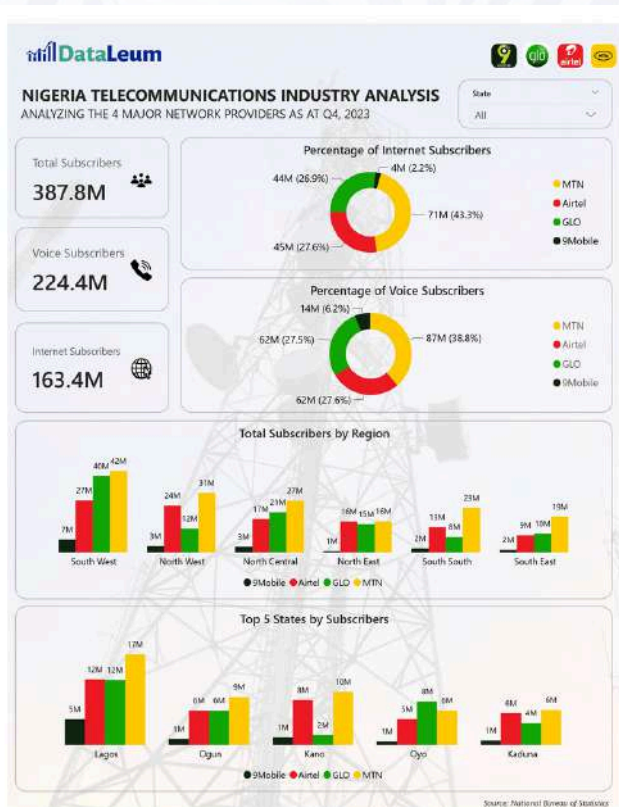 DataLeum
9
glo
airtel
MTN
NIGERIA TELECOMMUNICATIONS INDUSTRY ANALYSIS
ANALYZING THE 4 MAJOR NETWORK PROVIDERS AS AT Q4, 2023
State
All
Total Subscribers
387.8M
Voice Subscribers
224.4M
Internet Subscribers
163.4M
Percentage of Internet Subscribers
4M (2.2%)
44M (26.9%)
71M (43.3%)
45M (27.6%)
MTN
Airtel
GLO
9Mobile
Percentage of Voice Subscribers
14M (6.2%)
62M (27.5%)
87M (38.8%)
62M (27.6%)
MTN
Airtel
GLO
9Mobile
Total Subscribers by Region
7M 27M 40M 42M
3M 24M 12M 31M
3M 17M 21M 27M
1M 16M 15M 16M
2M 13M 8M 23M
2M 9M 10M 19M
South West North West North Central North East South South South East
9Mobile Airtel GLO MTN
Top 5 States by Subscribers
5M 12M 12M 17M
1M 6M 6M 9M
1M 8M 2M 10M
1M 5M 8M 6M
1M 6M 4M 6M
Lagos Ogun Kano Oyo Kaduna
9Mobile Airtel GLO MTN
Source: National Bureau of Statistics